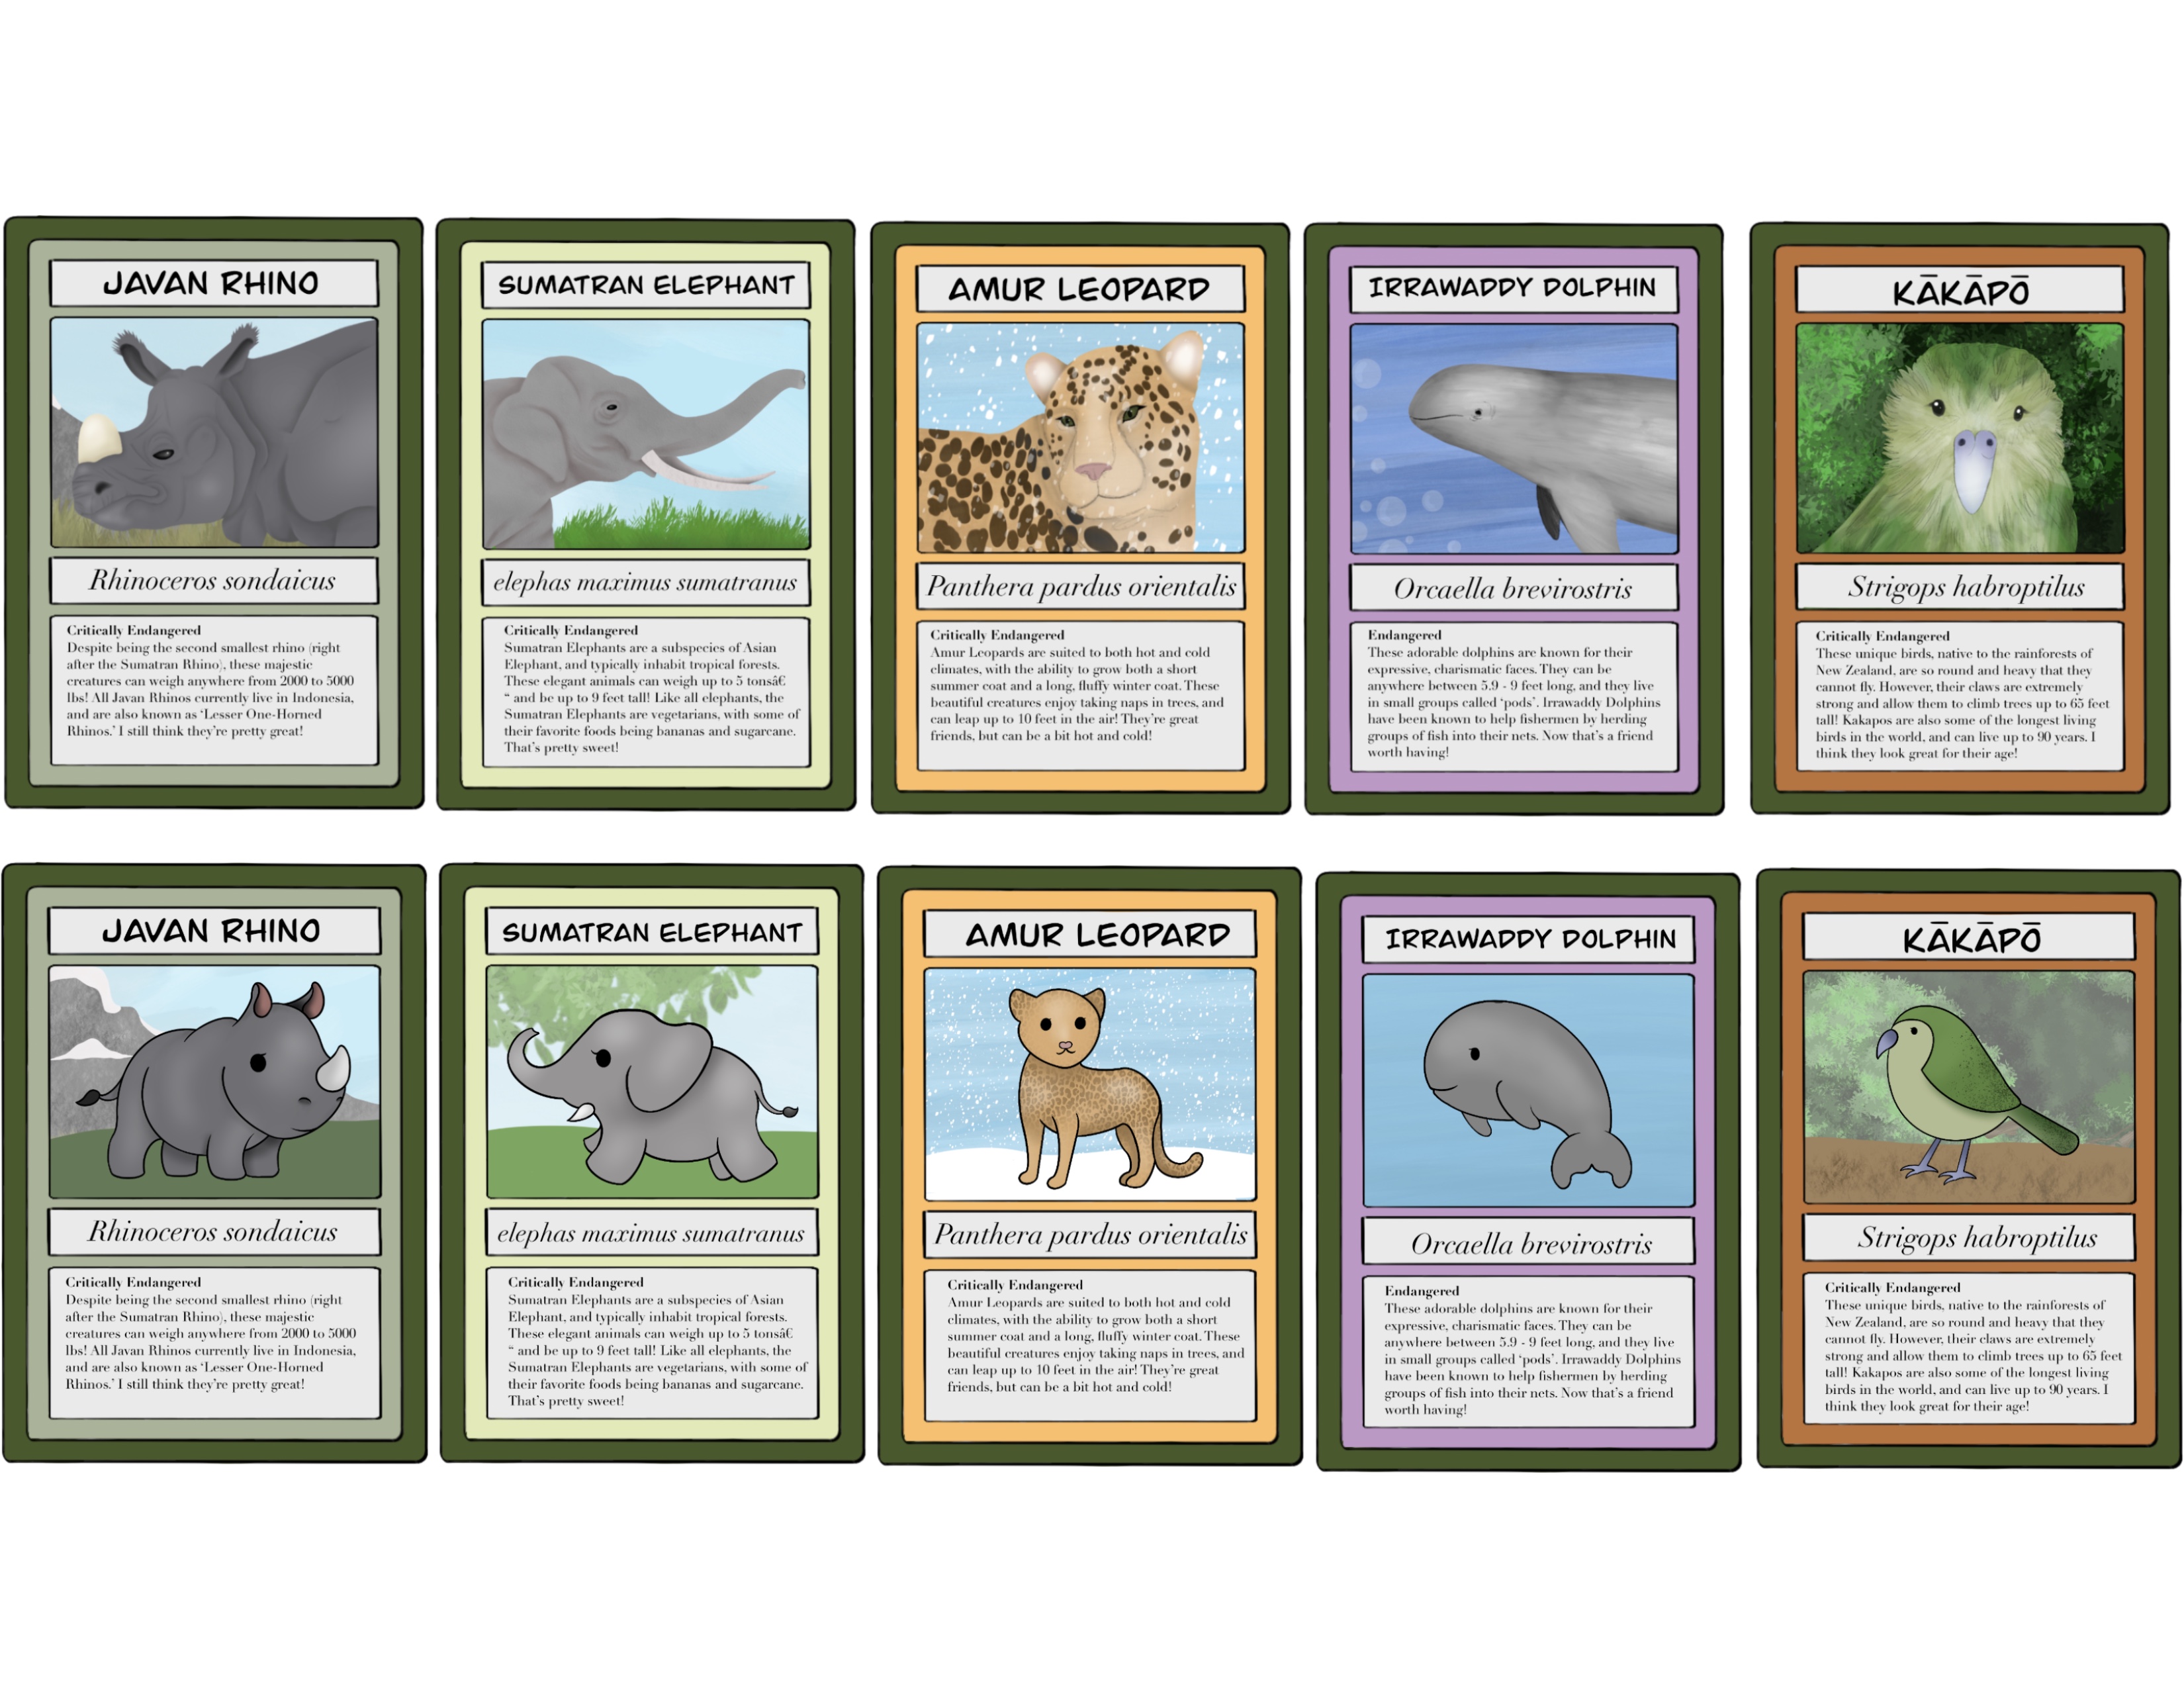 JAVAN RHINO
Rhinoceros sondaicus
Critically Endangered
Despite being the second smallest rhino (right
after the Sumatran Rhino), these majestic
creatures can weigh anywhere from 2000 to 5000
lbs! All Javan Rhinos currently live in Indonesia,
and are also known as ‘Lesser One-Horned
Rhinos.’ I still think they’re pretty great!
SUMATRAN ELEPHANT
elephas maximus sumatranus
Critically Endangered
Sumatran Elephants are a subspecies of Asian
Elephant, and typically inhabit tropical forests.
These elegant animals can weigh up to 5 tonsâ€
“ and be up to 9 feet tall! Like all elephants, the
Sumatran Elephants are vegetarians, with some of
their favorite foods being bananas and sugarcane.
That’s pretty sweet!
AMUR LEOPARD
Panthera pardus orientalis
Critically Endangered
Amur Leopards are suited to both hot and cold
climates, with the ability to grow both a short
summer coat and a long, fluffy winter coat. These
beautiful creatures enjoy taking naps in trees, and
can leap up to 10 feet in the air! They’re great
friends, but can be a bit hot and cold!
IRRAWADDY DOLPHIN
Orcaella brevirostris
Endangered
These adorable dolphins are known for their
expressive, charismatic faces. They can be
anywhere between 5.9 - 9 feet long, and they live
in small groups called ‘pods’. Irrawaddy Dolphins
have been known to help fishermen by herding
groups of fish into their nets. Now that’s a friend
worth having!
KĀKĀPŌ
Strigops habroptilus
Critically Endangered
These unique birds, native to the rainforests of
New Zealand, are so round and heavy that they
cannot fly. However, their claws are extremely
strong and allow them to climb trees up to 65 feet
tall! Kakapos are also some of the longest living
birds in the world, and can live up to 90 years. I
think they look great for their age!
JAVAN RHINO
Rhinoceros sondaicus
Critically Endangered
Despite being the second smallest rhino (right
after the Sumatran Rhino), these majestic
creatures can weigh anywhere from 2000 to 5000
lbs! All Javan Rhinos currently live in Indonesia,
and are also known as ‘Lesser One-Horned
Rhinos.’ I still think they’re pretty great!
SUMATRAN ELEPHANT
elephas maximus sumatranus
Critically Endangered
Sumatran Elephants are a subspecies of Asian
Elephant, and typically inhabit tropical forests.
These elegant animals can weigh up to 5 tonsâ€
“ and be up to 9 feet tall! Like all elephants, the
Sumatran Elephants are vegetarians, with some of
their favorite foods being bananas and sugarcane.
That’s pretty sweet!
AMUR LEOPARD
Panthera pardus orientalis
Critically Endangered
Amur Leopards are suited to both hot and cold
climates, with the ability to grow both a short
summer coat and a long, fluffy winter coat. These
beautiful creatures enjoy taking naps in trees, and
can leap up to 10 feet in the air! They’re great
friends, but can be a bit hot and cold!
IRRAWADDY DOLPHIN
Orcaella brevirostris
Endangered
These adorable dolphins are known for their
expressive, charismatic faces. They can be
anywhere between 5.9 - 9 feet long, and they live
in small groups called ‘pods’. Irrawaddy Dolphins
have been known to help fishermen by herding
groups of fish into their nets. Now that’s a friend
worth having!
KĀKĀPŌ
Strigops habroptilus
Critically Endangered
These unique birds, native to the rainforests of
New Zealand, are so round and heavy that they
cannot fly. However, their claws are extremely
strong and allow them to climb trees up to 65 feet
tall! Kakapos are also some of the longest living
birds in the world, and can live up to 90 years. I
think they look great for their age!